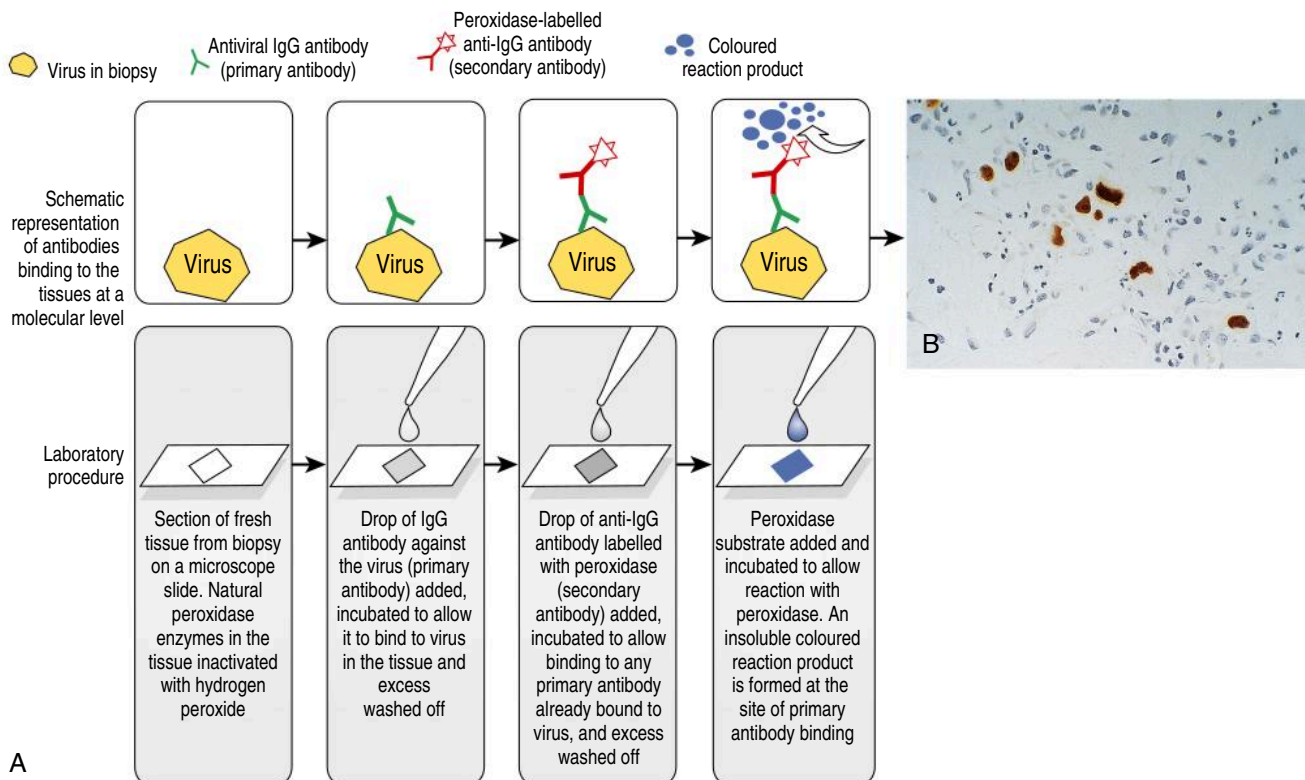 Virus in biopsy
Antiviral IgG antibody
(primary antibody)
Peroxidase-labelled
anti-IgG antibody
(secondary antibody)
Coloured
reaction product
Schematic
representation
of antibodies
binding to the
tissues at a
molecular level
Virus
Virus
Virus
Virus
B
Laboratory
procedure
Section of fresh
tissue from biopsy
on a microscope
slide. Natural
peroxidase
enzymes in the
tissue inactivated
with hydrogen
peroxide
Drop of IgG
antibody against
the virus (primary
antibody) added,
incubated to allow
it to bind to virus
in the tissue and
excess
washed off
Drop of anti-IgG
antibody labelled
with peroxidase
(secondary
antibody) added,
incubated to allow
binding to any
primary antibody
already bound to
virus, and excess
washed off
Peroxidase
substrate added and
incubated to allow
reaction with
peroxidase. An
insoluble coloured
reaction product
is formed at the
site of primary
antibody binding
A